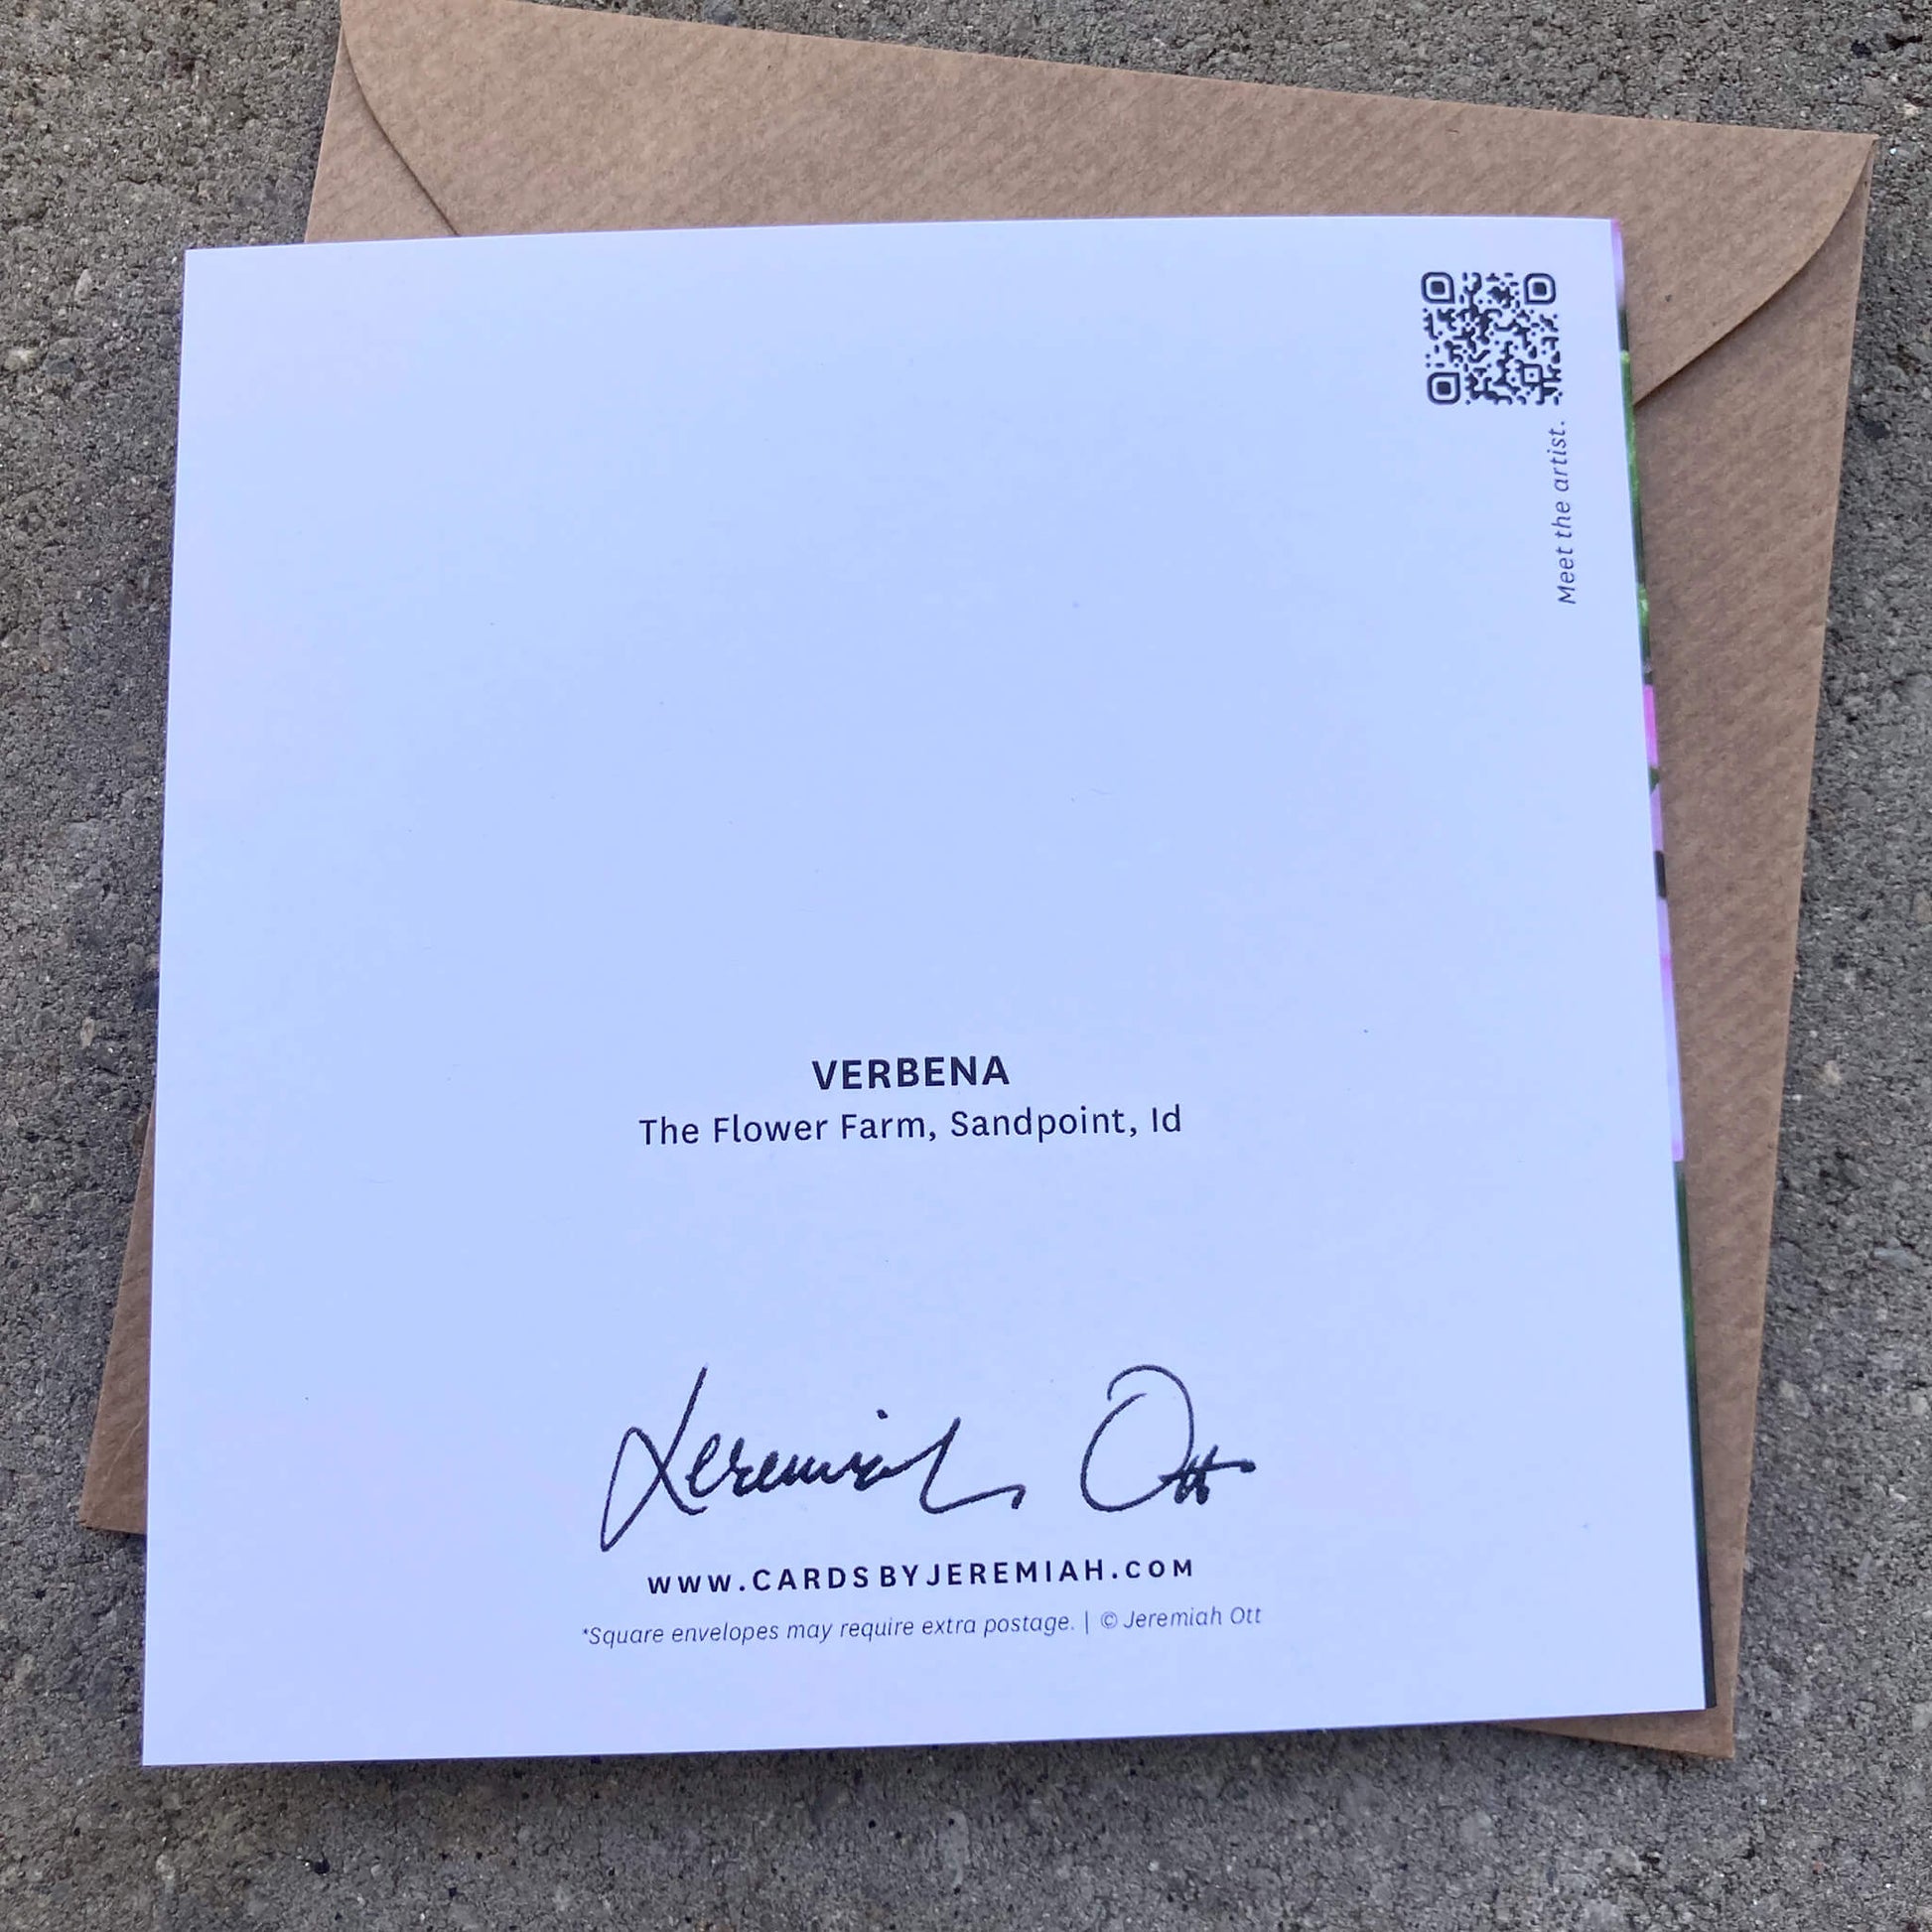 Meet the artist.
VERBENA
The Flower Farm, Sandpoint, Id
Jeremiah Ott
WWW.CARDSBYJEREMIAH.COM
*Square envelopes may require extra postage. | © Jeremiah Ott